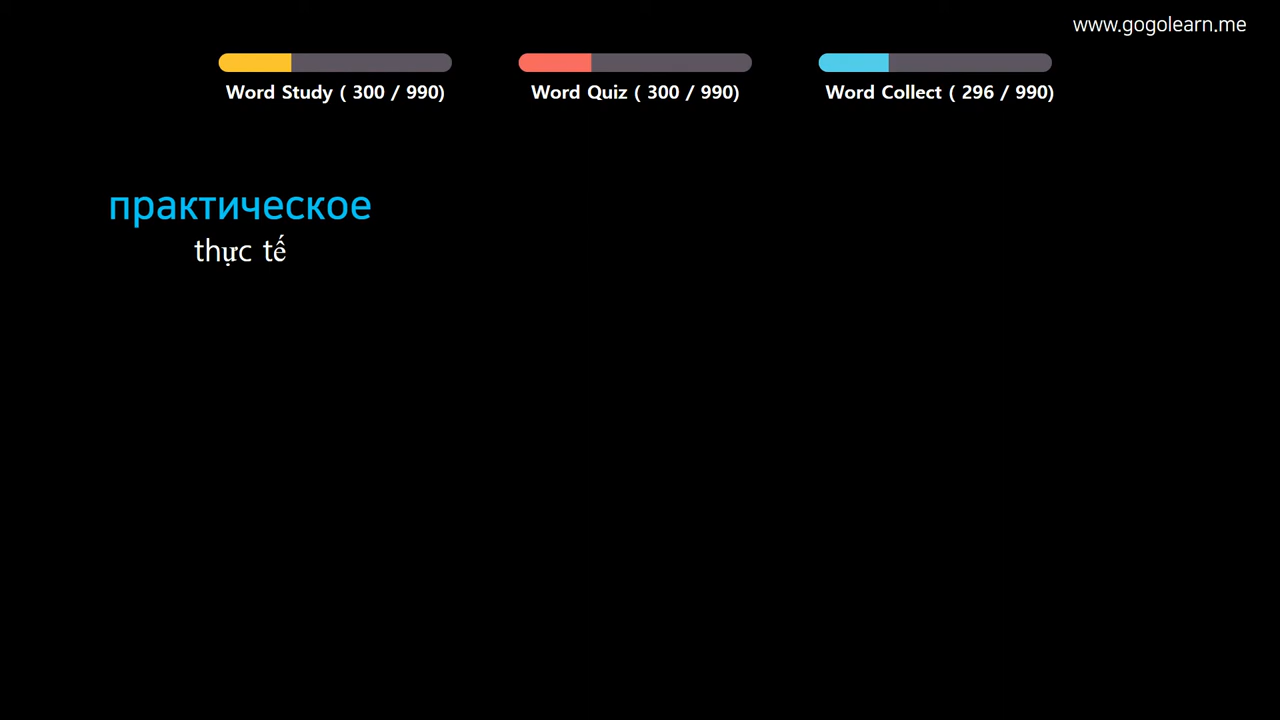 www.gogolearn.me
Word Study ( 300 / 990)
Word Quiz ( 300 / 990)
Word Collect ( 296 / 990)
практическое
thực tế